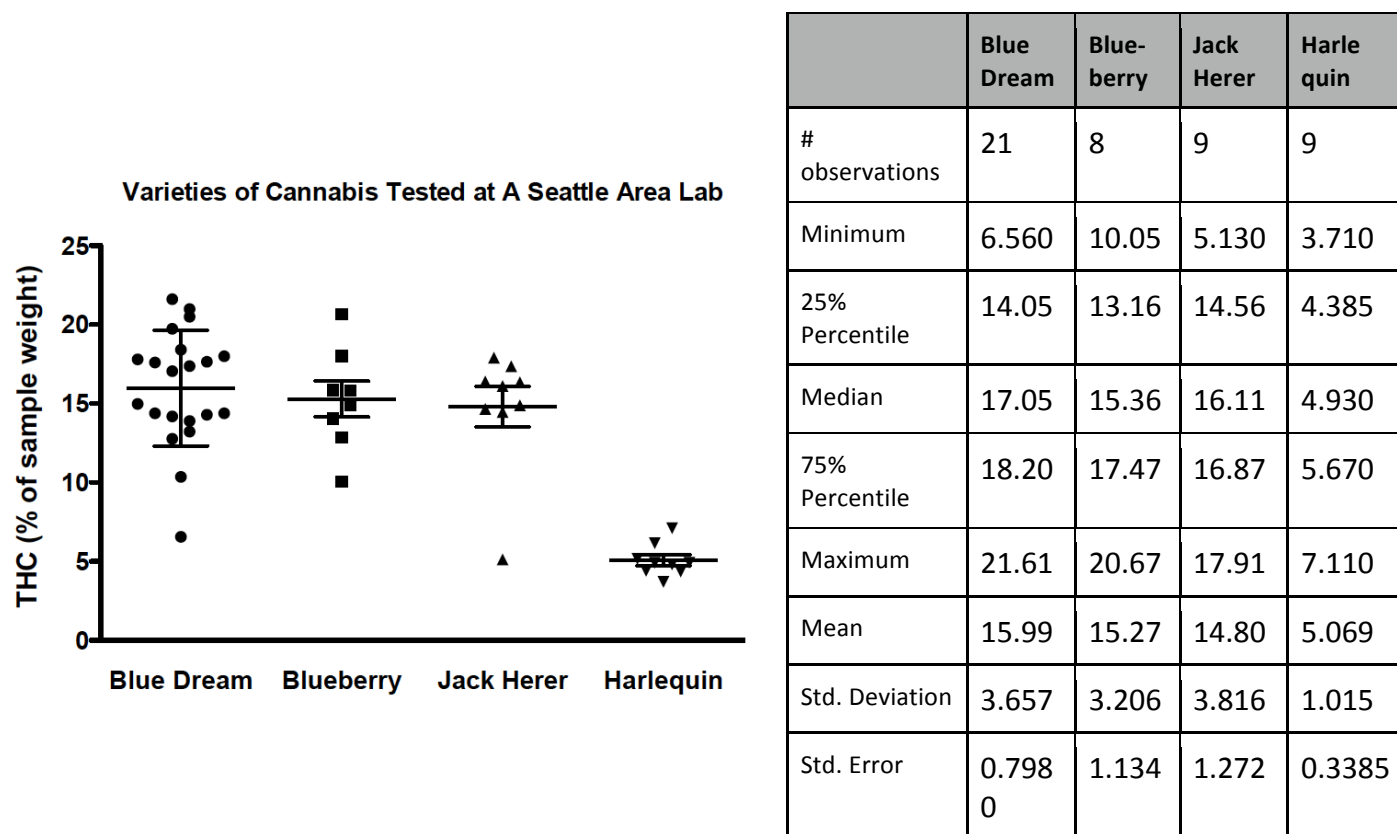 Varieties of Cannabis Tested at A Seattle Area Lab
THC (% of sample weight)
25
20
15
10
5
0
Blue Dream Blueberry Jack Herer Harlequin
Blue Blue- Jack Harle
Dream berry Herer quin
#
observations
21 8 9 9
Minimum 6.560 10.05 5.130 3.710
25%
Percentile
14.05 13.16 14.56 4.385
Median 17.05 15.36 16.11 4.930
75%
Percentile
18.20 17.47 16.87 5.670
Maximum 21.61 20.67 17.91 7.110
Mean 15.99 15.27 14.80 5.069
Std. Deviation 3.657 3.206 3.816 1.015
Std. Error 0.798 1.134 1.272 0.3385
0